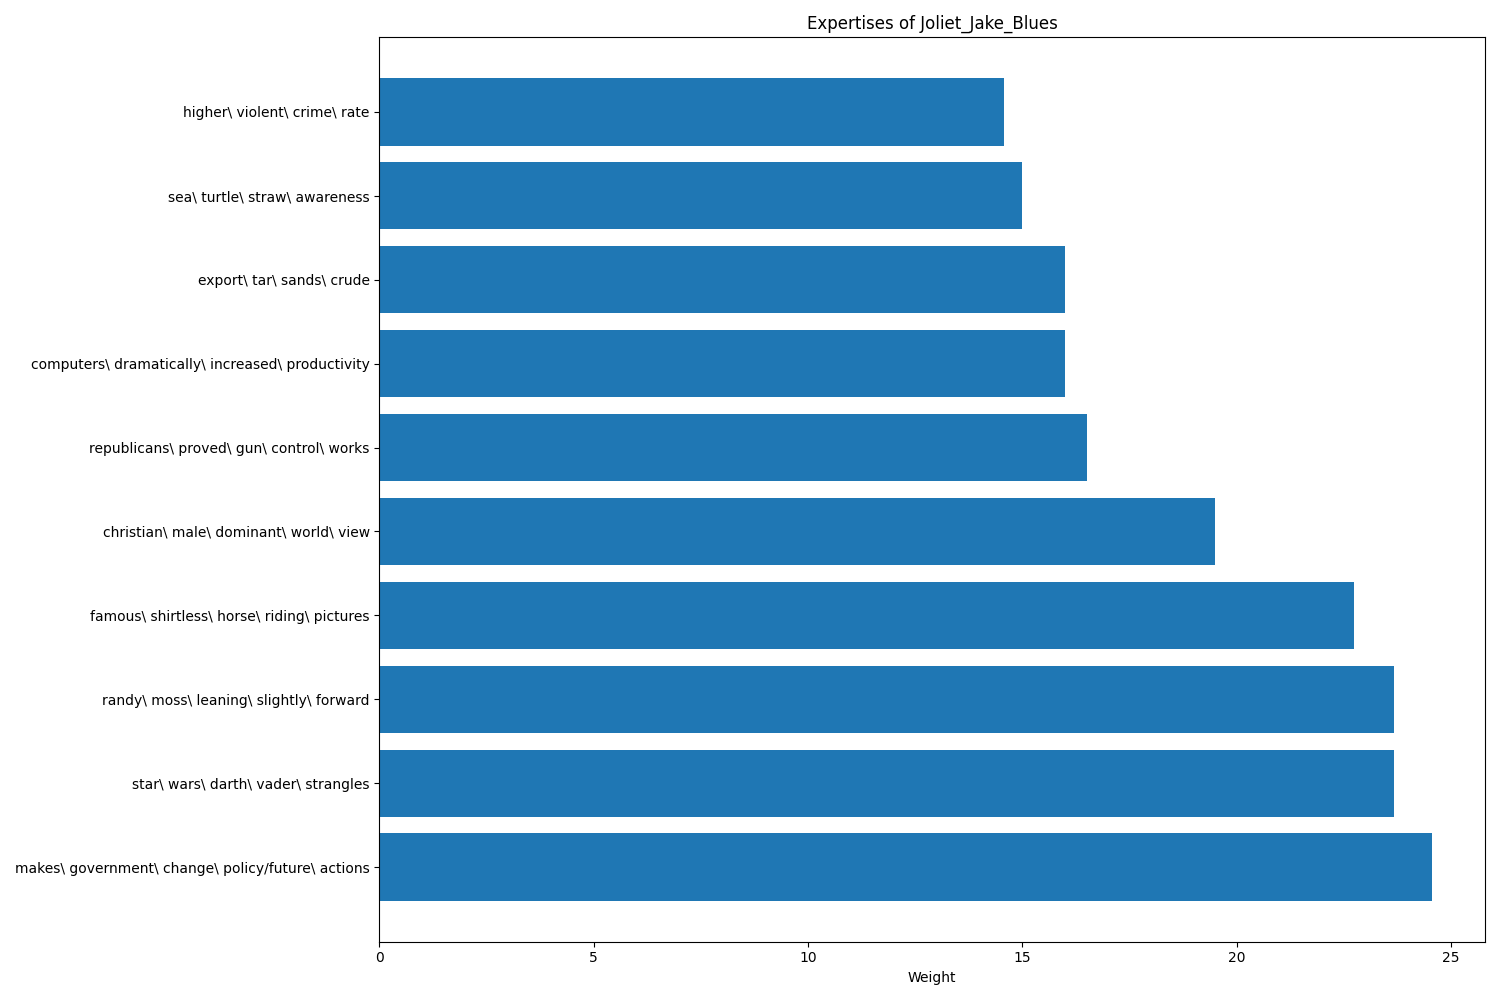 Expertises of Joliet_Jake_Blues
higher\ violent\ crime\ rate
sea\ turtle\ straw\ awareness
export\ tar\ sands\ crude
computers\ dramatically\ increased\ productivity
republicans\ proved\ gun\ control\ works
christian\ male\ dominant\ world\ view
famous\ shirtless\ horse\ riding\ pictures
randy\ moss\ leaning\ slightly\ forward
star\ wars\ darth\ vader\ strangles
makes\ government\ change\ policy/future\ actions
0 5 10 15 20 25
Weight